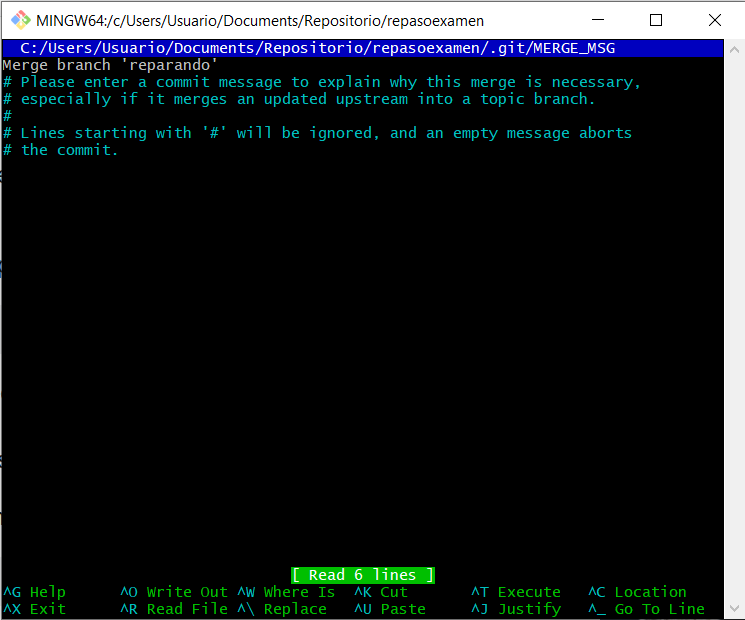 MINGW64:/c/Users/Usuario/Documents/Repositorio/repasoexamen
C:/Users/Usuario/Documents/Repositorio/repasoexamen/.git/MERGE_MSG
Merge branch 'reparando'
# Please enter a commit message to explain why this merge is necessary,
# especially if it merges an updated upstream into a topic branch.
#
# Lines starting with '#' will be ignored, and an empty message aborts
# the commit.
[ Read 6 lines ]
^G Help ^O Write Out ^W Where Is ^K Cut ^T Execute ^C Location
^X Exit ^R Read File ^\ Replace ^U Paste ^J Justify ^_ Go To Line